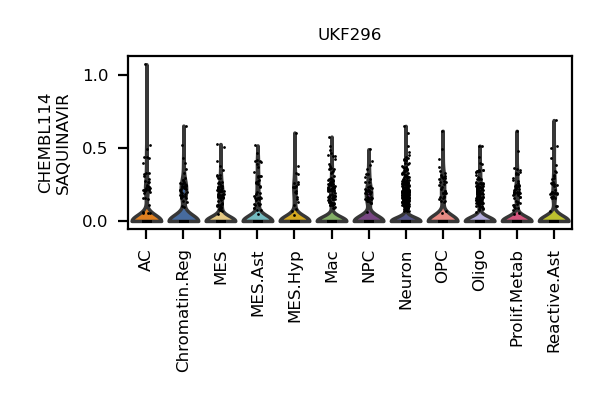 UKF296
CHEMBL114
SAQUINAVIR
1.0
0.5
0.0
AC
Chromatin.Reg
MES
MES.Ast
MES.Hyp
Mac
NPC
Neuron
OPC
Oligo
Prolif.Metab
Reactive.Ast